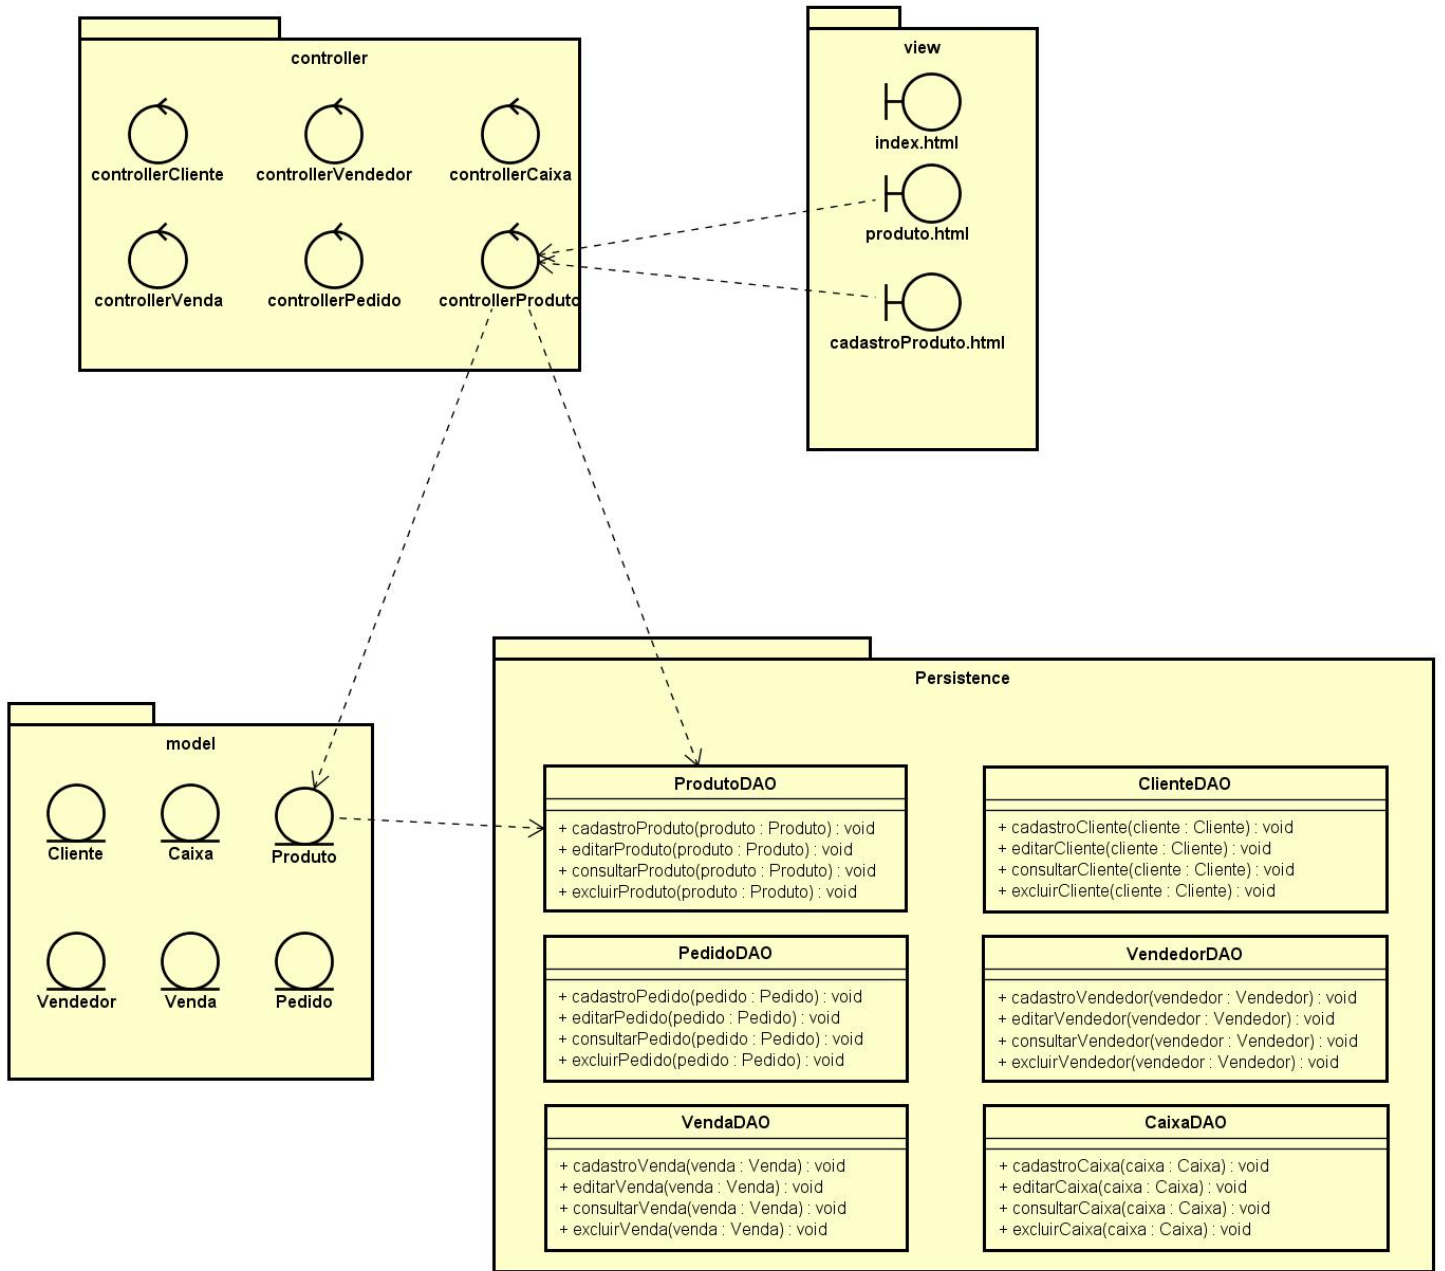 controller
controllerCliente
controllerVendedor
controllerCaixa
controllerVenda
controllerPedido
controllerProduto
view
index.html
produto.html
cadastroProduto.html
model
Cliente
Caixa
Produto
Vendedor
Venda
Pedido
Persistence
ProdutoDAO
+ cadastroProduto(produto : Produto) : void
+ editarProduto(produto : Produto) : void
+ consultarProduto(produto : Produto) : void
+ excluirProduto(produto : Produto) : void
ClienteDAO
+ cadastroCliente(cliente : Cliente) : void
+ editarCliente(cliente : Cliente) : void
+ consultarCliente(cliente : Cliente) : void
+ excluirCliente(cliente : Cliente) : void
PedidoDAO
+ cadastroPedido(pedido : Pedido) : void
+ editarPedido(pedido : Pedido) : void
+ consultarPedido(pedido : Pedido) : void
+ excluirPedido(pedido : Pedido) : void
VendedorDAO
+ cadastroVendedor(vendedor : Vendedor) : void
+ editarVendedor(vendedor : Vendedor) : void
+ consultarVendedor(vendedor : Vendedor) : void
+ excluirVendedor(vendedor : Vendedor) : void
VendaDAO
+ cadastroVenda(venda : Venda) : void
+ editarVenda(venda : Venda) : void
+ consultarVenda(venda : Venda) : void
+ excluirVenda(venda : Venda) : void
CaixaDAO
+ cadastroCaixa(caixa : Caixa) : void
+ editarCaixa(caixa : Caixa) : void
+ consultarCaixa(caixa : Caixa) : void
+ excluirCaixa(caixa : Caixa) : void